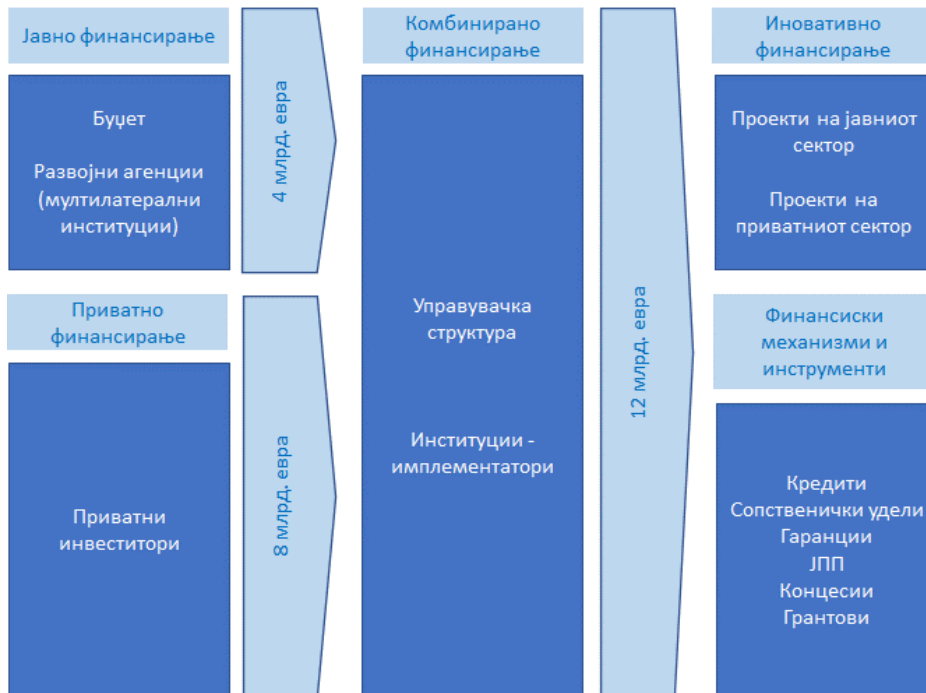 Јавно финансирање
Буџет
Развојни агенции
(мултилатерални
институции)
4 млрд. евра
Приватно
финансирање
Приватни
инвеститори
8 млрд. евра
Комбинирано
финансирање
Управувачка
структура
Институции -
имплементатори
12 млрд. евра
Иновативно
финансирање
Проекти на јавниот
сектор
Проекти на
приватниот сектор
Финансиски
механизми и
инструменти
Кредити
Сопственички удели
Гаранции
ЈПП
Концесии
Грантови